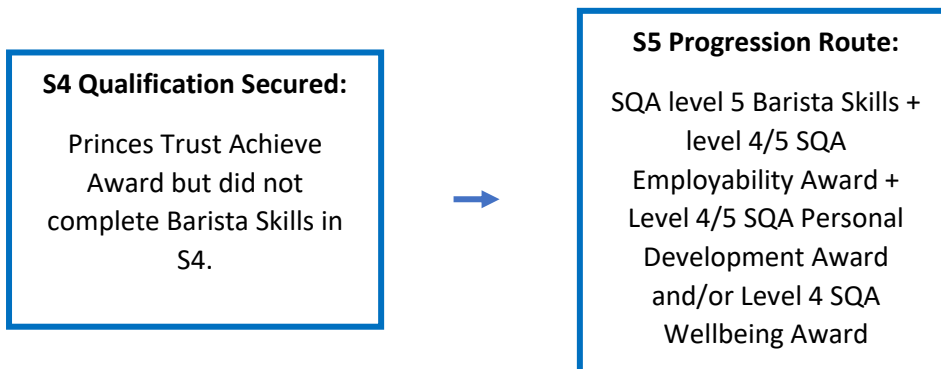 S4 Qualification Secured:
Princes Trust Achieve
Award but did not
complete Barista Skills in
S4.
S5 Progression Route:
SQA level 5 Barista Skills +
level 4/5 SQA
Employability Award +
Level 4/5 SQA Personal
Development Award
and/or Level 4 SQA
Wellbeing Award